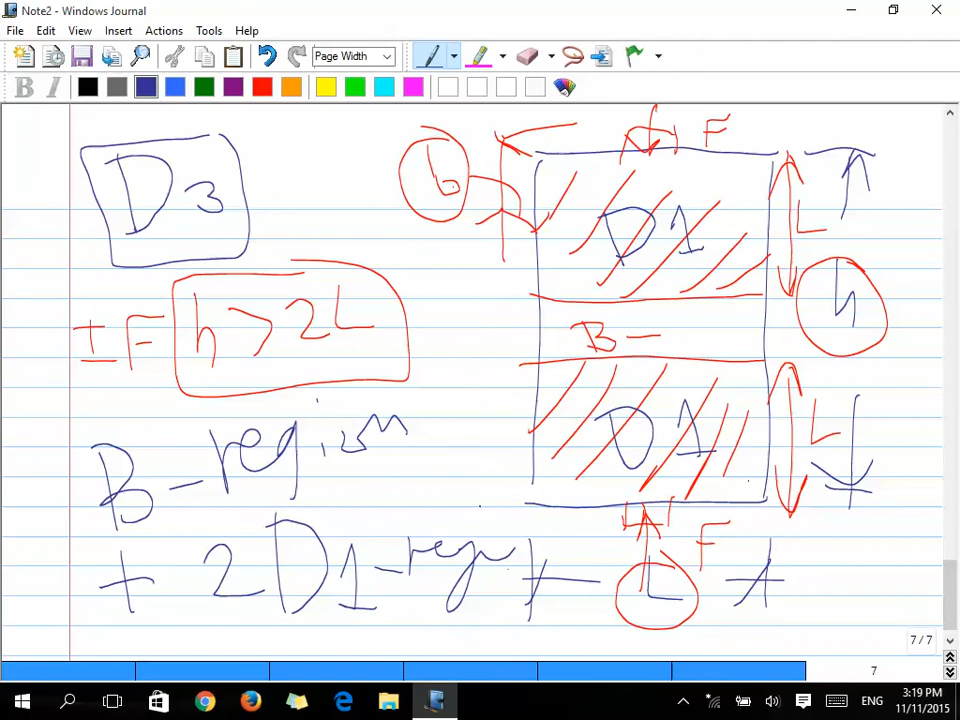 Note2 - Windows Journal
File Edit View Insert Actions Tools Help
Page Width
B I
D3
b
F
D1
L
h
± F h > 2L
B -
D1
L
B - region
F
+ 2 D1 - region
L
7 / 7
7
ENG
3:19 PM
11/11/2015